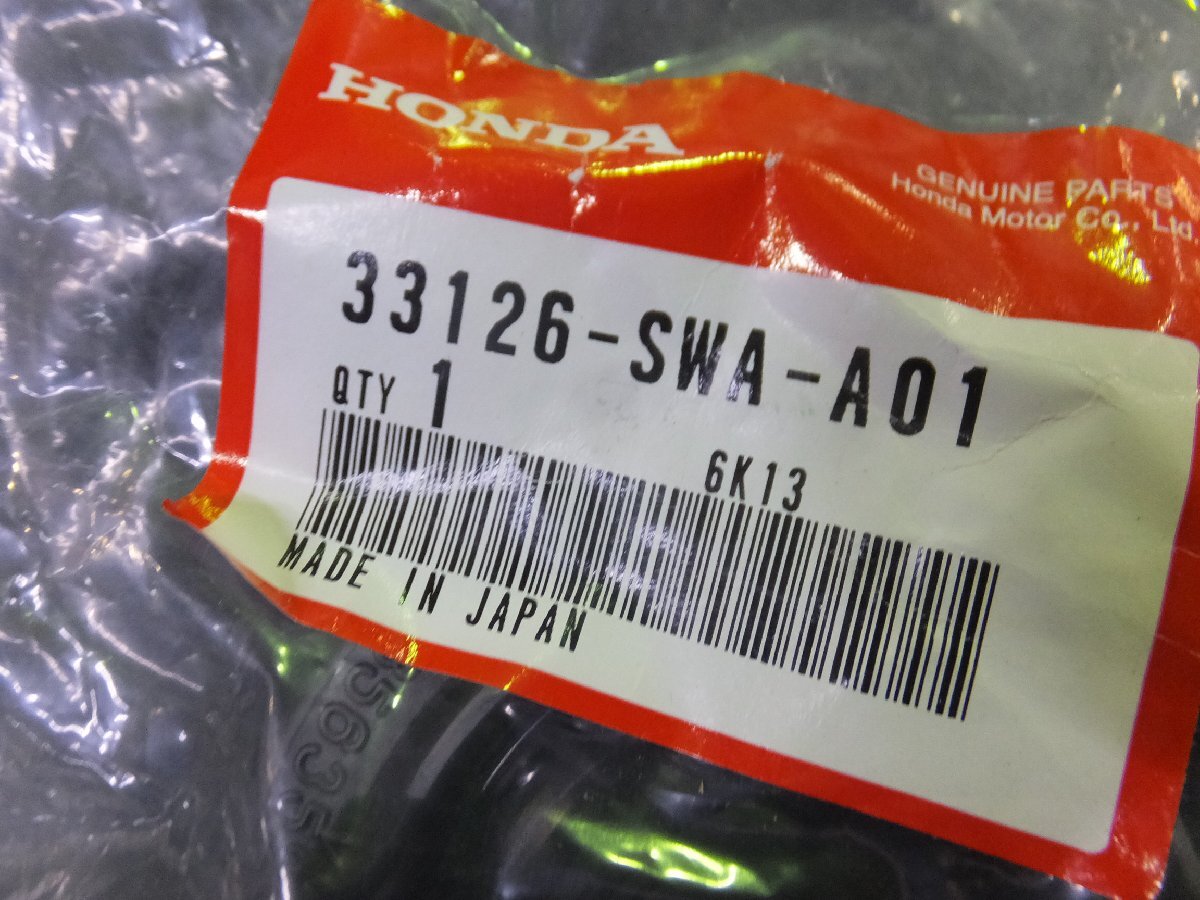 HONDA
GENUINE PARTS
Honda Motor Co., Ltd.
33126-SWA-A01
QTY 1
6K13
MADE IN JAPAN